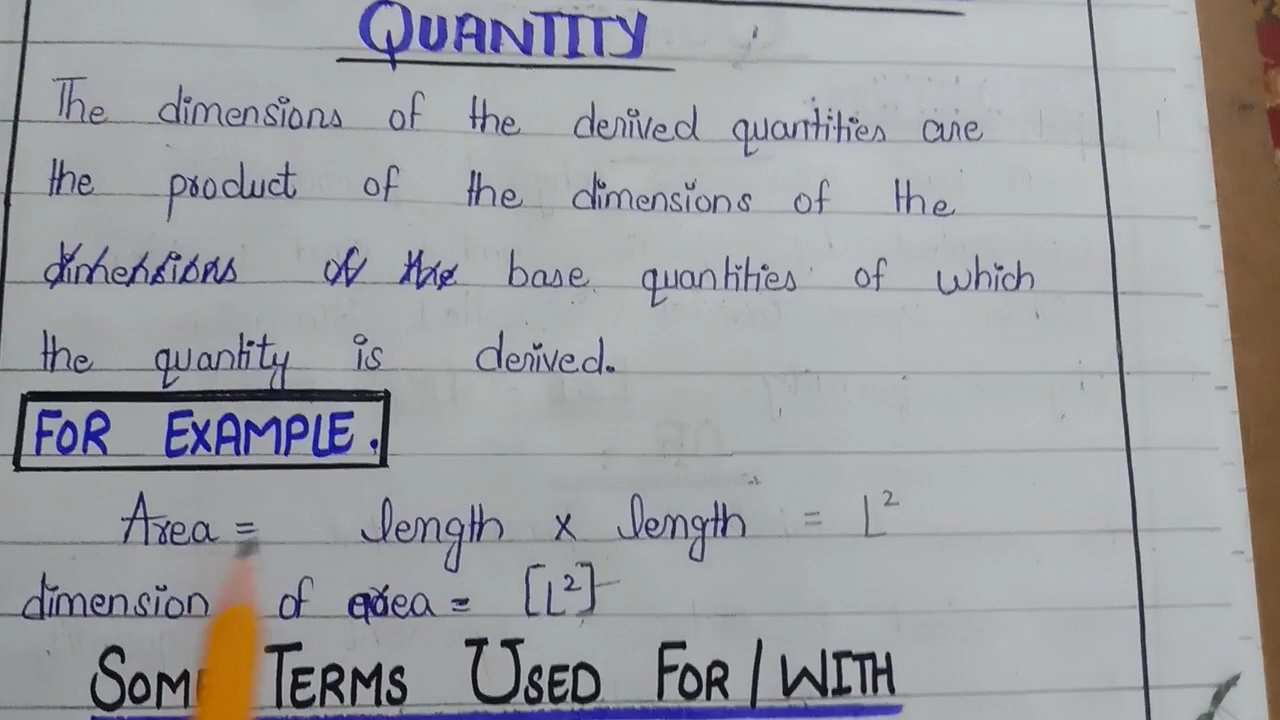 QUANTITY
The dimensions of the derived quantities are
the product of the dimensions of the
dimensions of the base quantities of which
the quantity is derived.
FOR EXAMPLE.
Area = length x length = L²
dimension of area = [L²]
SOME TERMS USED FOR / WITH